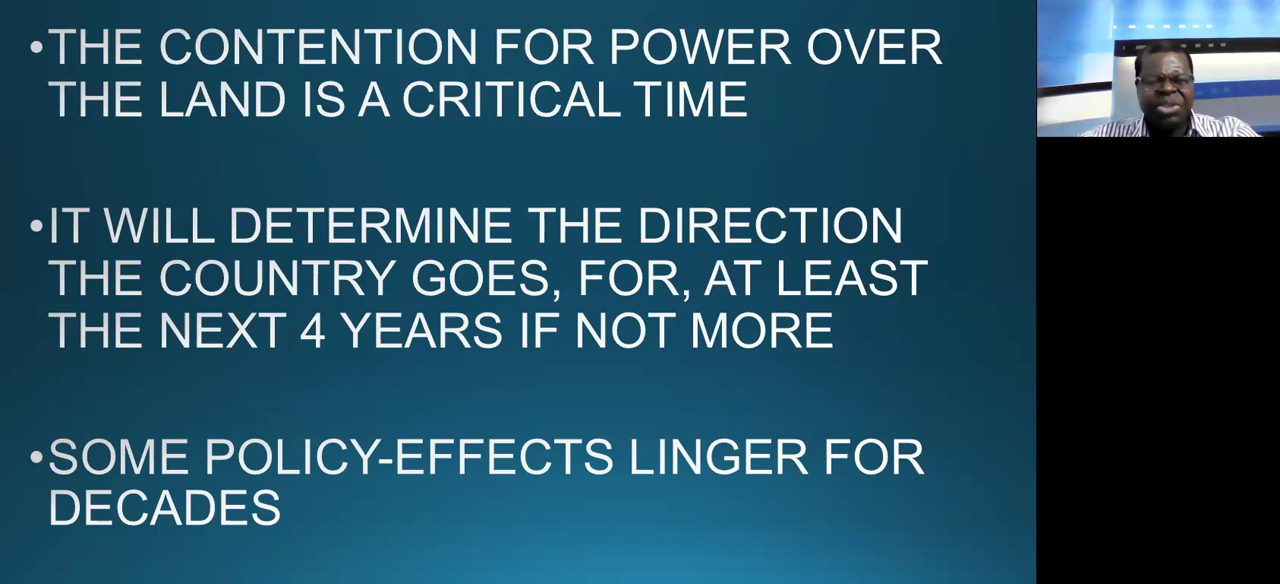 •THE CONTENTION FOR POWER OVER
THE LAND IS A CRITICAL TIME
•IT WILL DETERMINE THE DIRECTION
THE COUNTRY GOES, FOR, AT LEAST
THE NEXT 4 YEARS IF NOT MORE
•SOME POLICY-EFFECTS LINGER FOR
DECADES